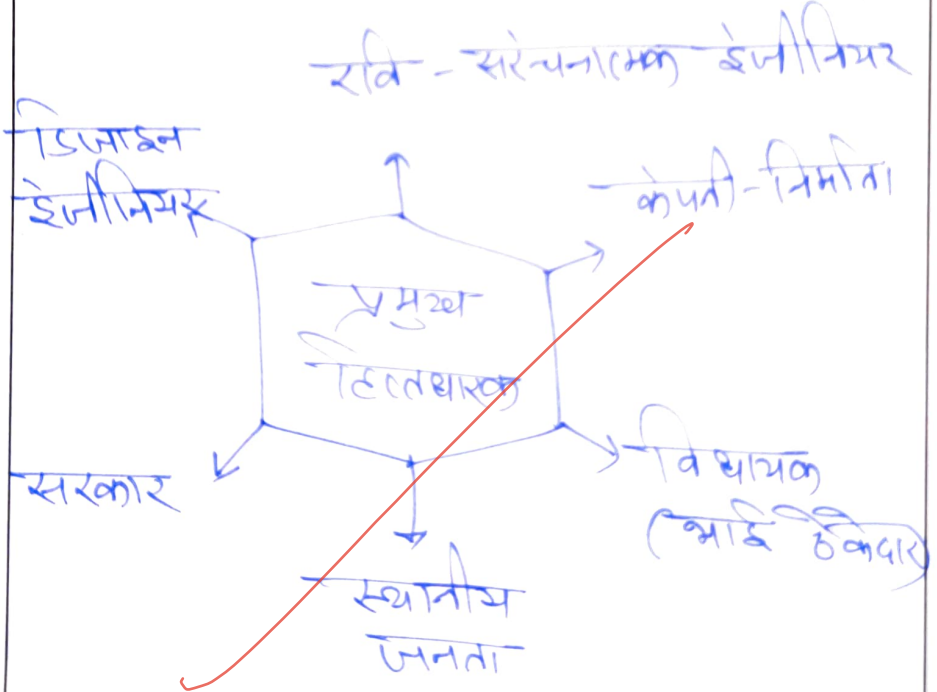 रवि - संरचनात्मक इंजीनियर
डिजाइन
इंजीनियर
कंपनी - निर्माता
प्रमुख
हितधारक
विधायक
(भाई ठेकेदार)
सरकार
स्थानीय
जनता